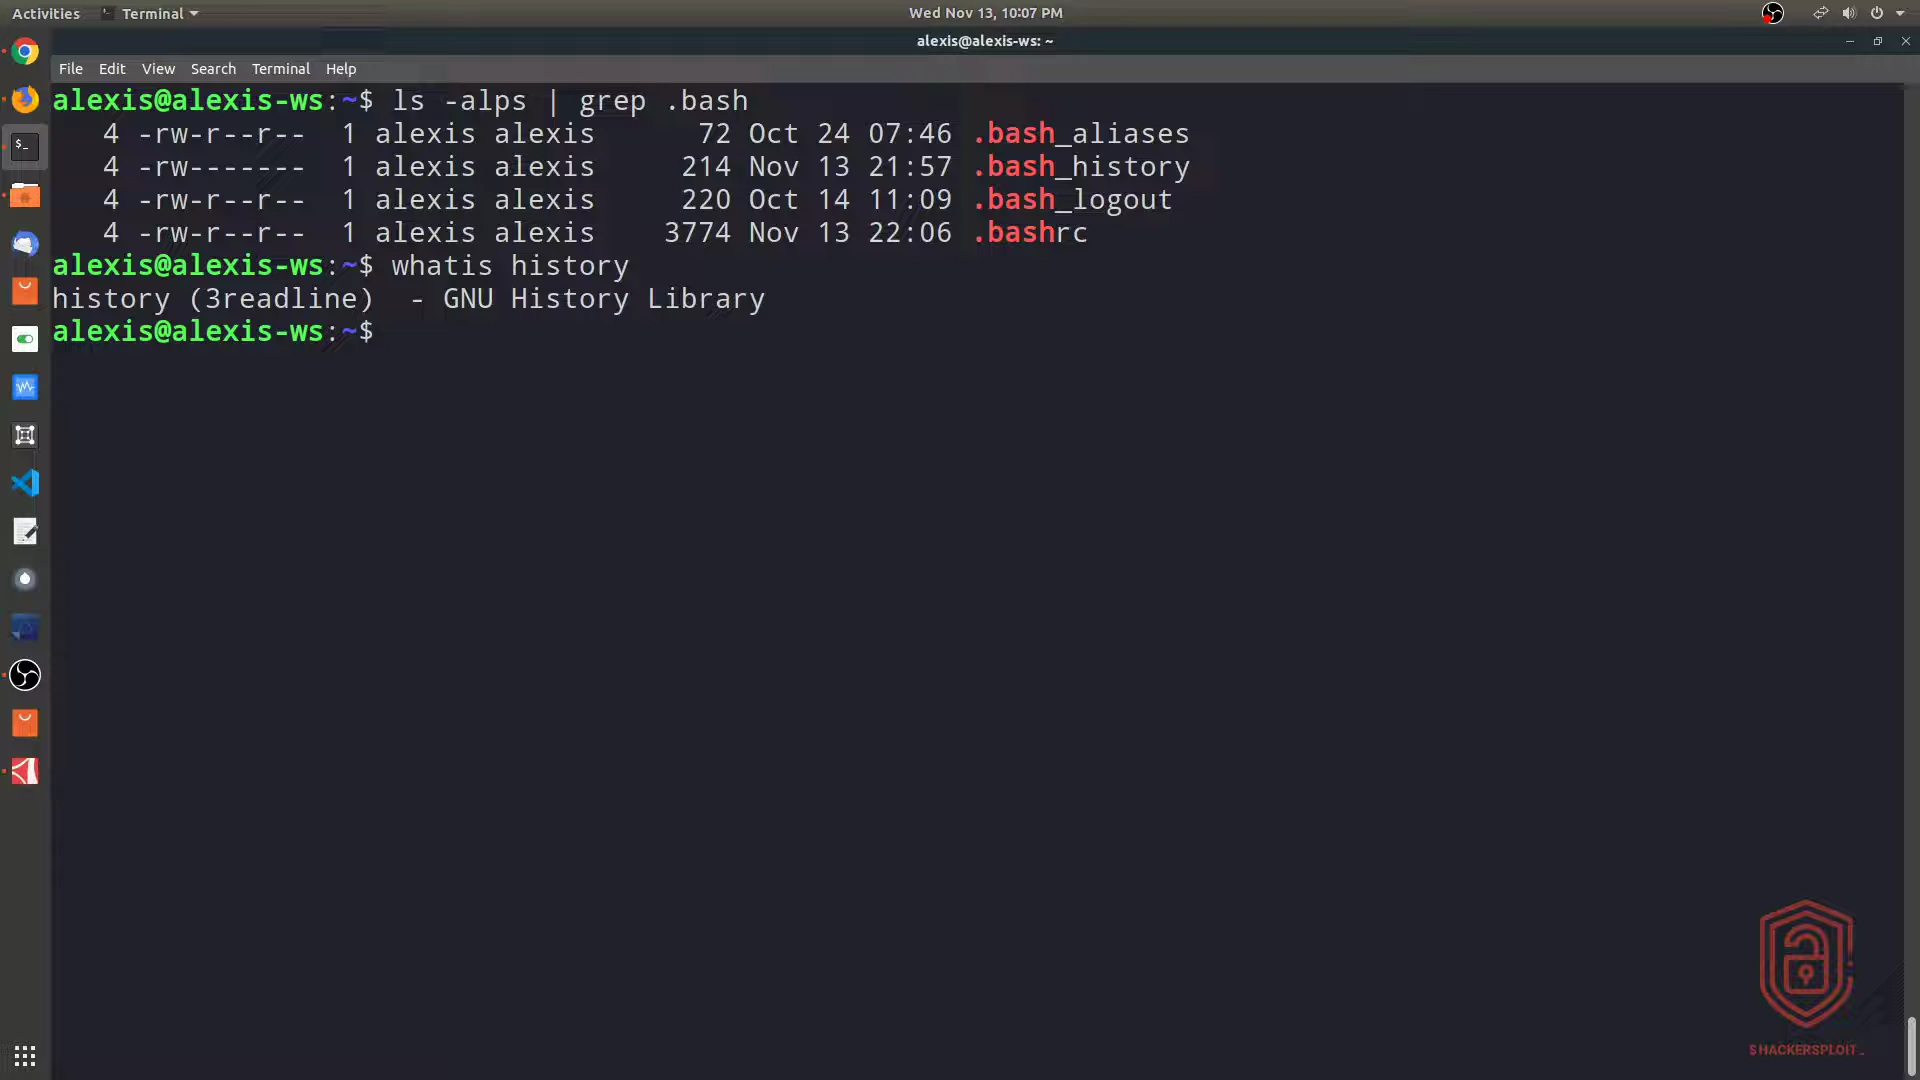 Activities Terminal Wed Nov 13, 10:07 PM
alexis@alexis-ws: ~
File Edit View Search Terminal Help
alexis@alexis-ws:~$ ls -alps | grep .bash
4 -rw-r--r-- 1 alexis alexis 72 Oct 24 07:46 .bash_aliases
4 -rw------- 1 alexis alexis 214 Nov 13 21:57 .bash_history
4 -rw-r--r-- 1 alexis alexis 220 Oct 14 11:09 .bash_logout
4 -rw-r--r-- 1 alexis alexis 3774 Nov 13 22:06 .bashrc
alexis@alexis-ws:~$ whatis history
history (3readline) - GNU History Library
alexis@alexis-ws:~$
$HACKERSPLOIT_